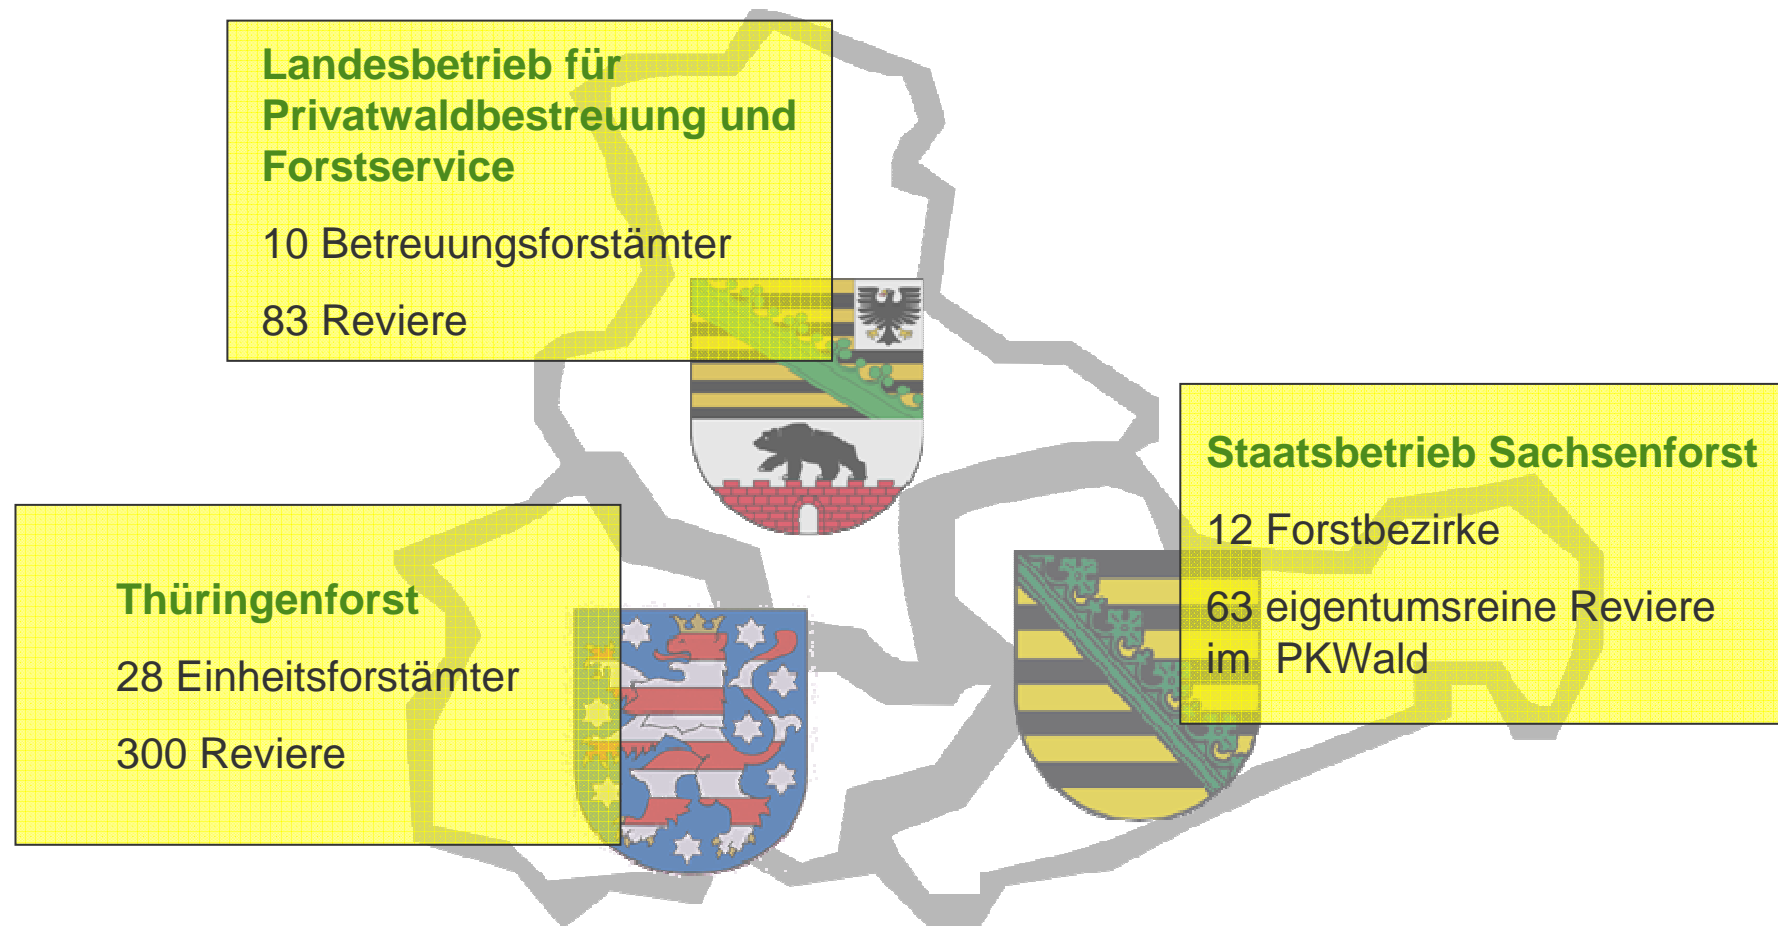 Landesbetrieb für
Privatwaldbestreuung und
Forstservice
10 Betreuungsforstämter
83 Reviere
Staatsbetrieb Sachsenforst
12 Forstbezirke
63 eigentumsreine Reviere
im PKWald
Thüringenforst
28 Einheitsforstämter
300 Reviere